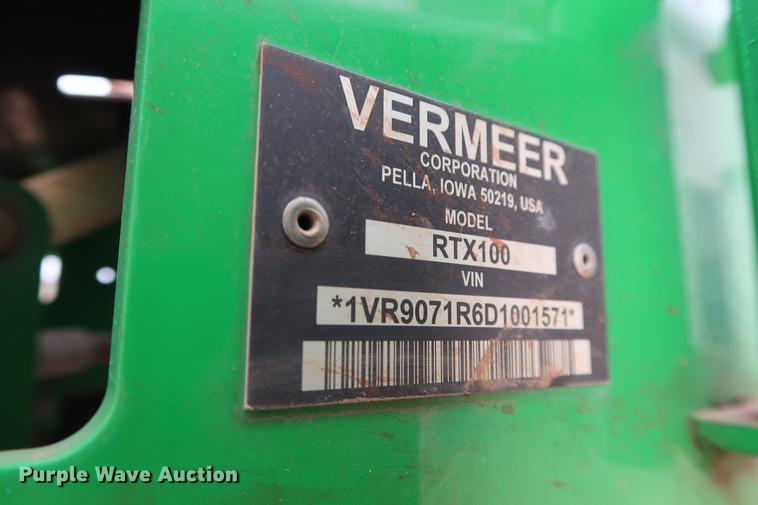 VERMEER
CORPORATION
PELLA, IOWA 50219, USA
MODEL
RTX100
VIN
*1VR9071R6D1001571*
Purple Wave Auction